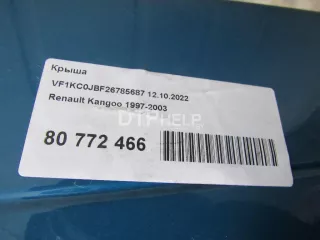 Крыша
VF1KC0JBF26785687 12.10.2022
Renault Kangoo 1997-2003
DTPHELP
80 772 466